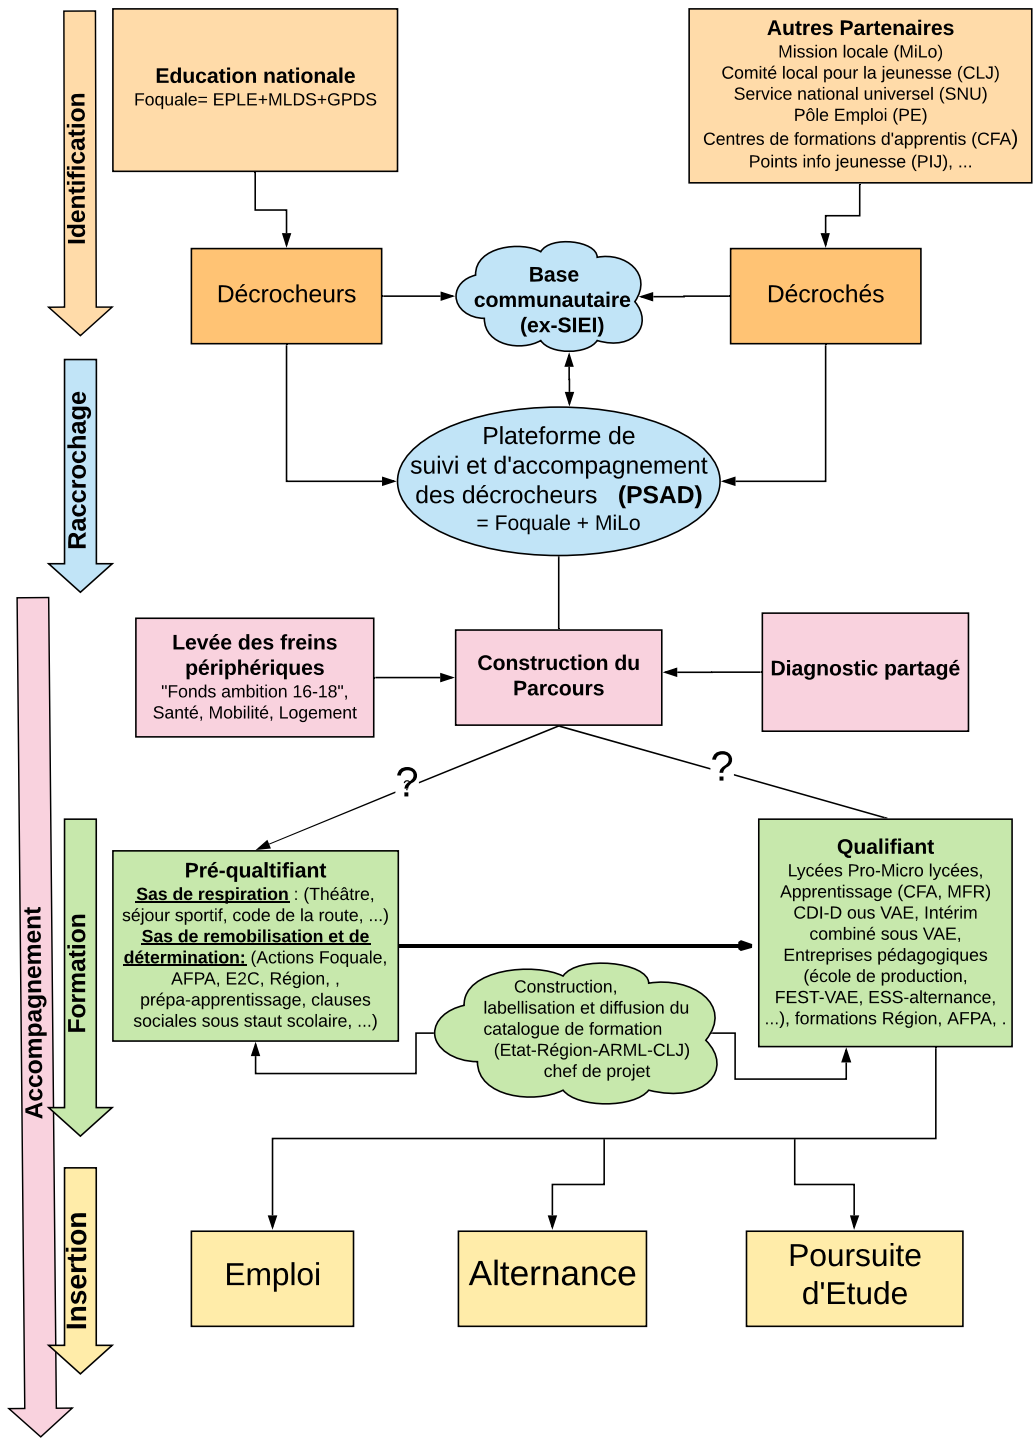 Identification
Education nationale
Foquale= EPLE+MLDS+GPDS
Autres Partenaires
Mission locale (MiLo)
Comité local pour la jeunesse (CLJ)
Service national universel (SNU)
Pôle Emploi (PE)
Centres de formations d'apprentis (CFA)
Points info jeunesse (PIJ), ...
Décrocheurs
Base
communautaire
(ex-SIEI)
Décrochés
Raccrochage
Plateforme de
suivi et d'accompagnement
des décrocheurs (PSAD)
= Foquale + MiLo
Accompagnement
Levée des freins
périphériques
"Fonds ambition 16-18",
Santé, Mobilité, Logement
Construction du
Parcours
Diagnostic partagé
?
?
Formation
Pré-qualtifiant
Sas de respiration : (Théâtre,
séjour sportif, code de la route, ...)
Sas de remobilisation et de
détermination: (Actions Foquale,
AFPA, E2C, Région, ,
prépa-apprentissage, clauses
sociales sous staut scolaire, ...)
Qualifiant
Lycées Pro-Micro lycées,
Apprentissage (CFA, MFR)
CDI-D ous VAE, Intérim
combiné sous VAE,
Entreprises pédagogiques
(école de production,
FEST-VAE, ESS-alternance,
...), formations Région, AFPA, .
Construction,
labellisation et diffusion du
catalogue de formation
(Etat-Région-ARML-CLJ)
chef de projet
Insertion
Emploi
Alternance
Poursuite
d'Etude